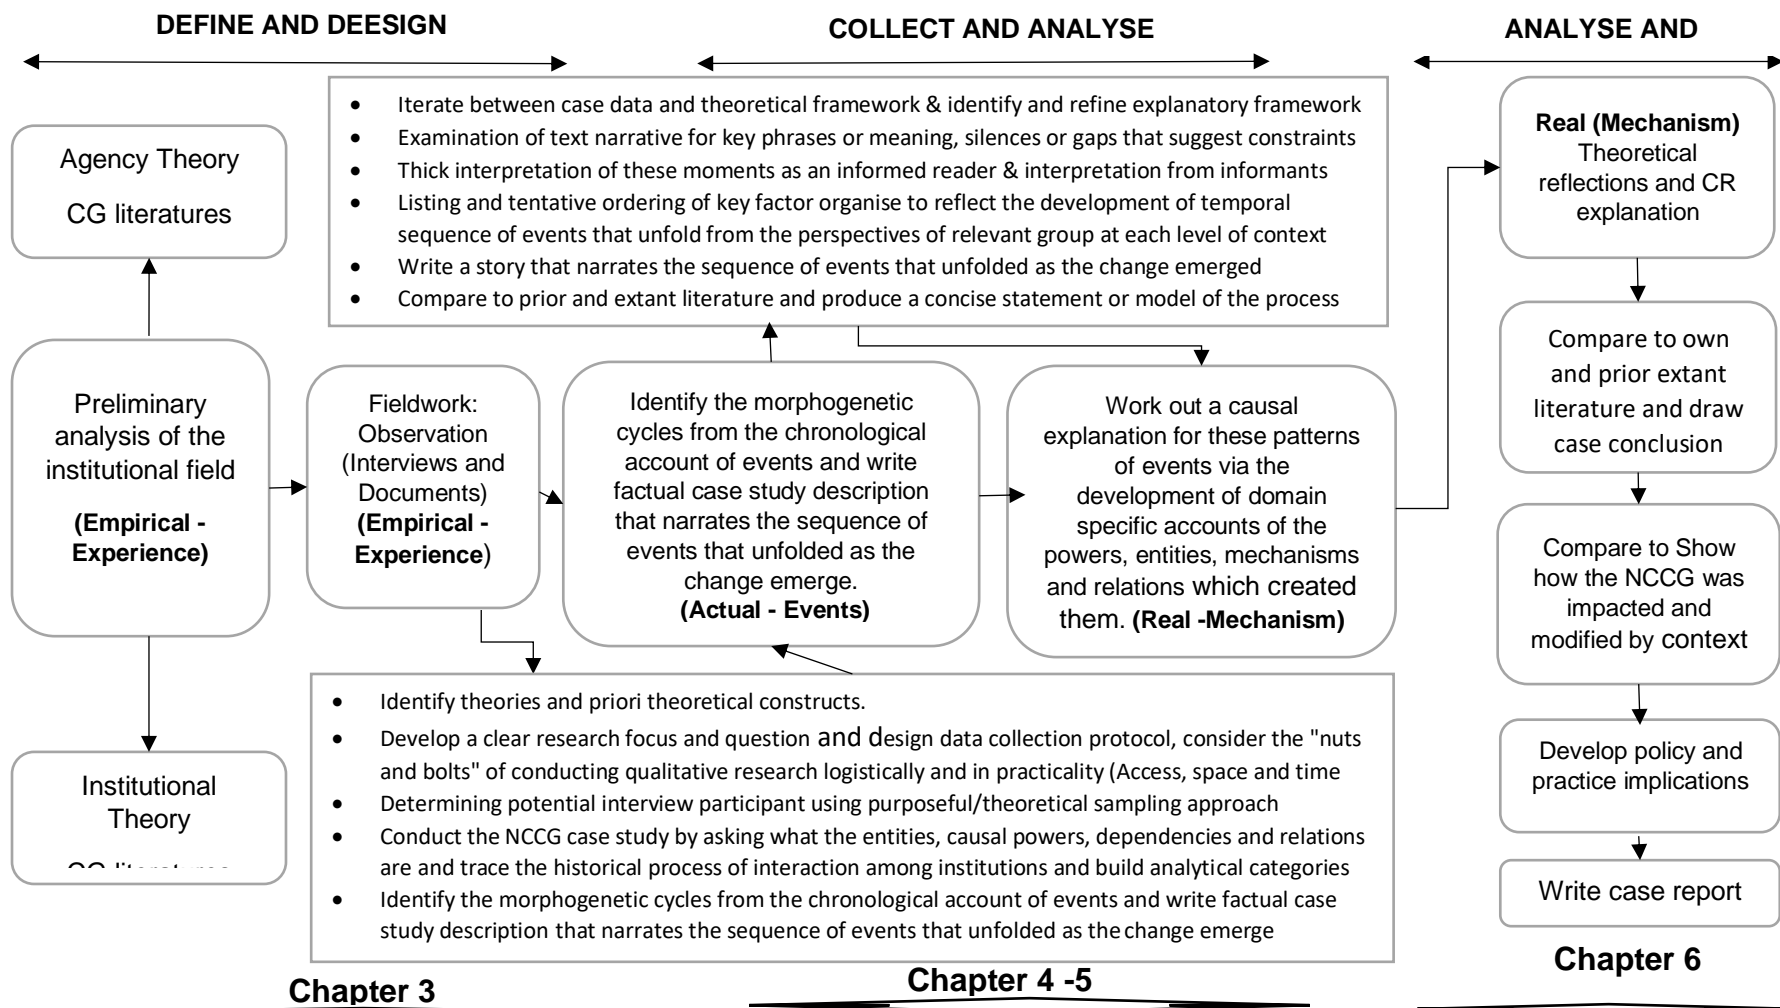 DEFINE AND DEESIGN
COLLECT AND ANALYSE
ANALYSE AND
Agency Theory
CG literatures
Preliminary
analysis of the
institutional field
(Empirical -
Experience)
Institutional
Theory
CG literatures
• Iterate between case data and theoretical framework & identify and refine explanatory framework
• Examination of text narrative for key phrases or meaning, silences or gaps that suggest constraints
• Thick interpretation of these moments as an informed reader & interpretation from informants
• Listing and tentative ordering of key factor organise to reflect the development of temporal
sequence of events that unfold from the perspectives of relevant group at each level of context
• Write a story that narrates the sequence of events that unfolded as the change emerged
• Compare to prior and extant literature and produce a concise statement or model of the process
Fieldwork:
Observation
(Interviews and
Documents)
(Empirical -
Experience)
Identify the morphogenetic
cycles from the chronological
account of events and write
factual case study description
that narrates the sequence of
events that unfolded as the
change emerge.
(Actual - Events)
Work out a causal
explanation for these patterns
of events via the
development of domain
specific accounts of the
powers, entities, mechanisms
and relations which created
them. (Real -Mechanism)
• Identify theories and priori theoretical constructs.
• Develop a clear research focus and question and design data collection protocol, consider the "nuts
and bolts" of conducting qualitative research logistically and in practicality (Access, space and time
• Determining potential interview participant using purposeful/theoretical sampling approach
• Conduct the NCCG case study by asking what the entities, causal powers, dependencies and relations
are and trace the historical process of interaction among institutions and build analytical categories
• Identify the morphogenetic cycles from the chronological account of events and write factual case
study description that narrates the sequence of events that unfolded as the change emerge
Real (Mechanism)
Theoretical
reflections and CR
explanation
Compare to own
and prior extant
literature and draw
case conclusion
Compare to Show
how the NCCG was
impacted and
modified by context
Develop policy and
practice implications
Write case report
Chapter 3
Chapter 4 -5
Chapter 6